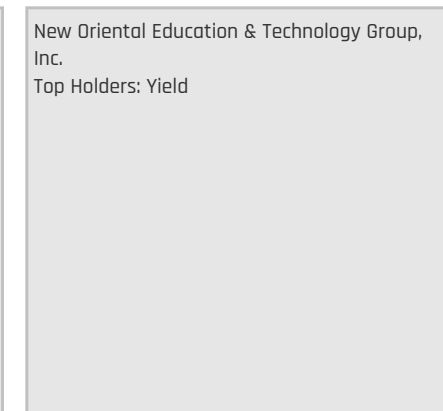 New Oriental Education & Technology Group,
Inc.
Top Holders: Yield